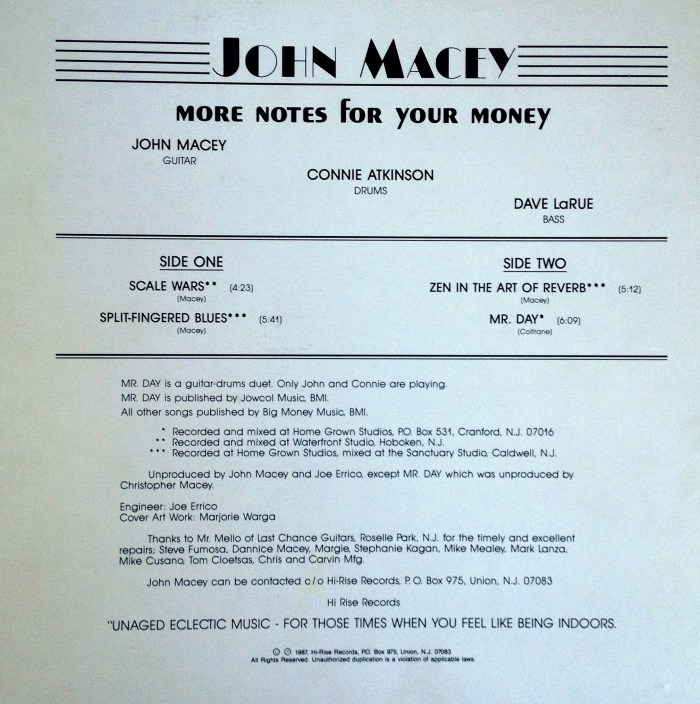 JOHN MACEY
MORE NOTES for YOUR MONEY
JOHN MACEY
GUITAR
CONNIE ATKINSON
DRUMS
DAVE LaRUE
BASS
SIDE ONE
SCALE WARS** (4:23)
(Macey)
SPLIT-FINGERED BLUES*** (5:41)
(Macey)
SIDE TWO
ZEN IN THE ART OF REVERB*** (5:12)
(Macey)
MR. DAY* (6:09)
(Coltrane)
MR. DAY is a guitar-drums duet. Only John and Connie are playing.
MR. DAY is published by Jowcol Music, BMI.
All other songs published by Big Money Music, BMI.
* Recorded and mixed at Home Grown Studios, P.O. Box 531, Cranford, N.J. 07016
** Recorded and mixed at Waterfront Studio, Hoboken, N.J.
*** Recorded at Home Grown Studios, mixed at the Sanctuary Studio, Caldwell, N.J.
Unproduced by John Macey and Joe Errico, except MR. DAY which was unproduced by
Christopher Macey.
Engineer: Joe Errico
Cover Art Work: Marjorie Warga
Thanks to Mr. Mello of Last Chance Guitars, Roselle Park, N.J. for the timely and excellent
repairs; Steve Fumosa, Dannice Macey, Margie, Stephanie Kagan, Mike Mealey, Mark Lanza,
Mike Cusano, Tom Cloetsas, Chris and Carvin Mfg.
John Macey can be contacted c/o Hi-Rise Records, P.O. Box 975, Union, N.J. 07083
Hi Rise Records
"UNAGED ECLECTIC MUSIC - FOR THOSE TIMES WHEN YOU FEEL LIKE BEING INDOORS.
© ℗ 1987, Hi-Rise Records, P.O. Box 975, Union, N.J. 07083
All Rights Reserved. Unauthorized duplication is a violation of applicable laws.